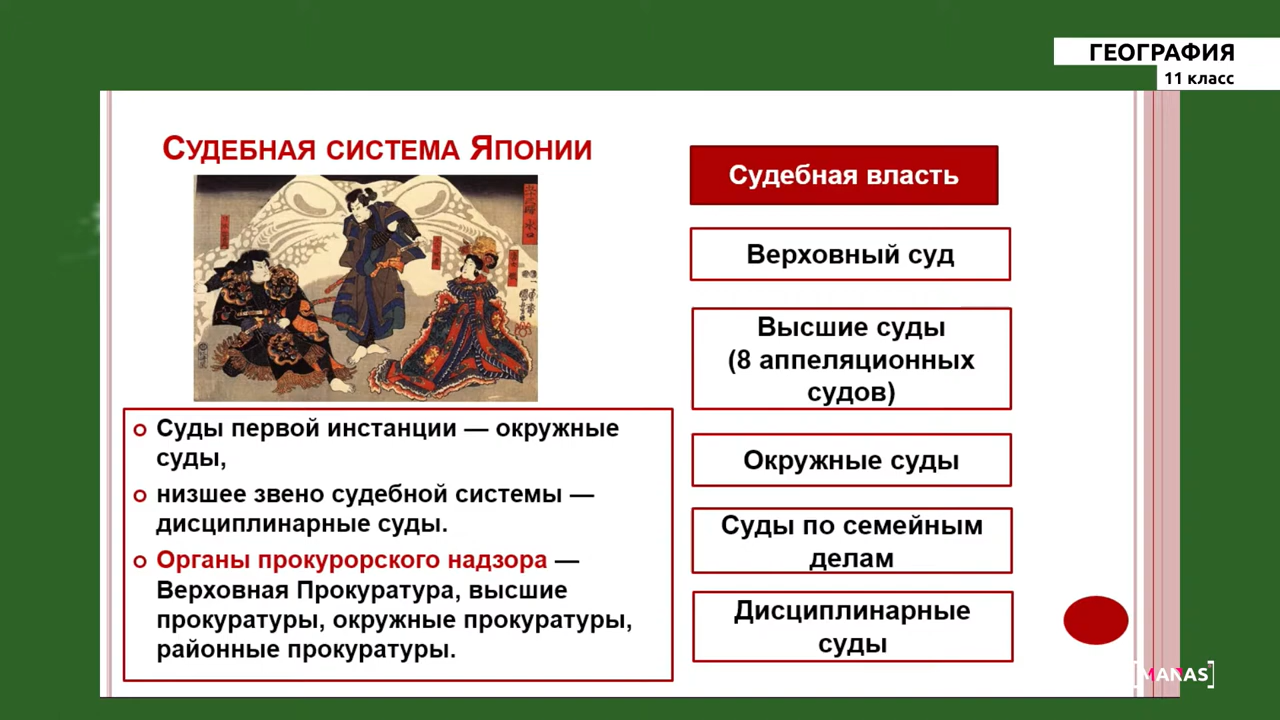 ГЕОГРАФИЯ
11 класс
Судебная система Японии
Судебная власть
Верховный суд
Высшие суды
(8 аппеляционных
судов)
Окружные суды
Суды по семейным
делам
Дисциплинарные
суды
Суды первой инстанции — окружные
суды,
низшее звено судебной системы —
дисциплинарные суды.
Органы прокурорского надзора —
Верховная Прокуратура, высшие
прокуратуры, окружные прокуратуры,
районные прокуратуры.
[MANAS]